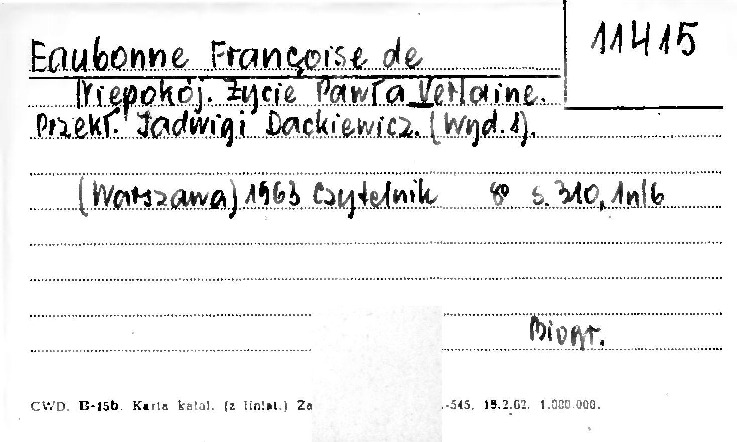 Eaubonne Françoise de
11415
Niepokój. Życie Pawła Verlaine.
Przekł. Jadwigi Dackiewicz. (Wyd. 1).
(Warszawa) 1963 Czytelnik 8° s. 310, 1nlb
Biogr.
CWD. B-15b. Karta katal. (z liniat.) Za -545. 15.2.62. 1.000.000.